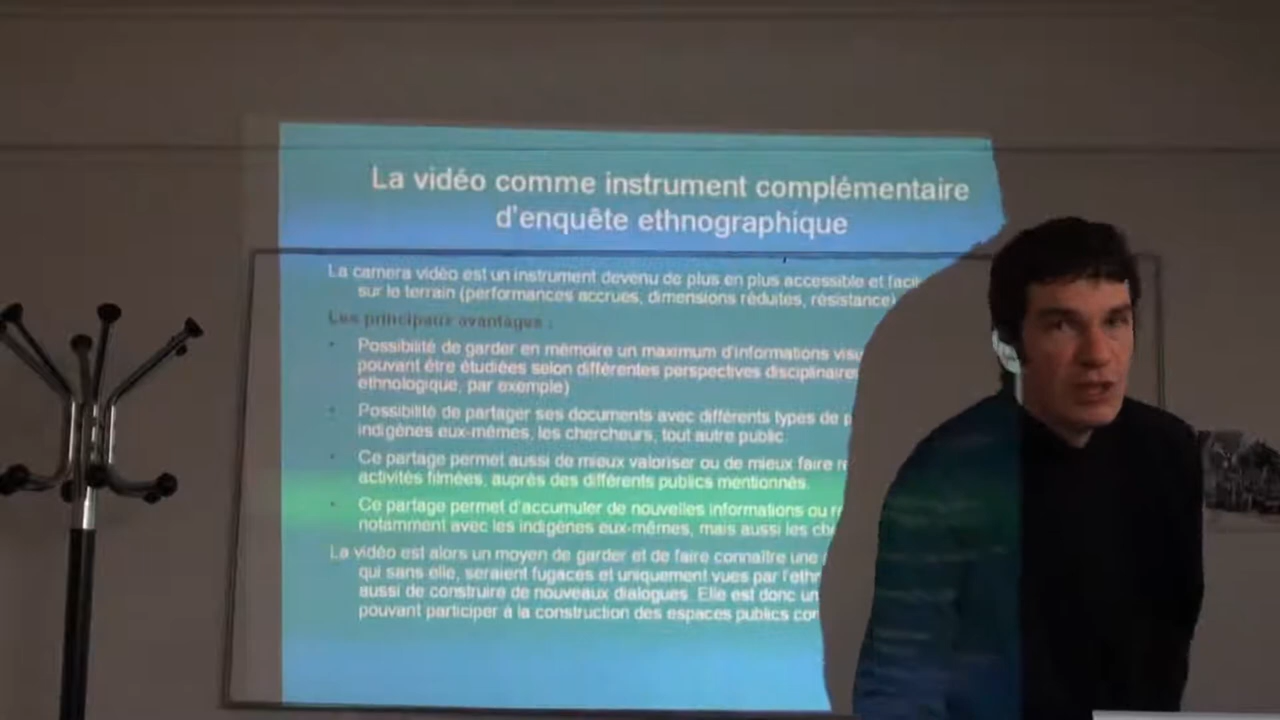 La vidéo comme instrument complémentaire
d'enquête ethnographique
La camera vidéo est un instrument devenu de plus en plus accessible et
sur le terrain (performances accrues, dimensions réduites, résistance)
Les principaux avantages :
Possibilité de garder en mémoire un maximum d'informations
pouvant être étudiées selon différentes perspectives
ethnologique, par exemple)
Possibilité de partager ses documents avec différents types de
indigènes eux-mêmes, les chercheurs, tout autre public.
Ce partage permet aussi de mieux valoriser ou de mieux faire
activités filmées, auprès des différents publics mentionnés.
Ce partage permet d'accumuler de nouvelles informations ou
notamment avec les indigènes eux-mêmes, mais aussi les
La vidéo est alors un moyen de garder et de faire connaître une
qui sans elle, seraient fugaces et uniquement vues par
aussi de construire de nouveaux dialogues. Elle est donc un
pouvant participer à la construction des espaces publics